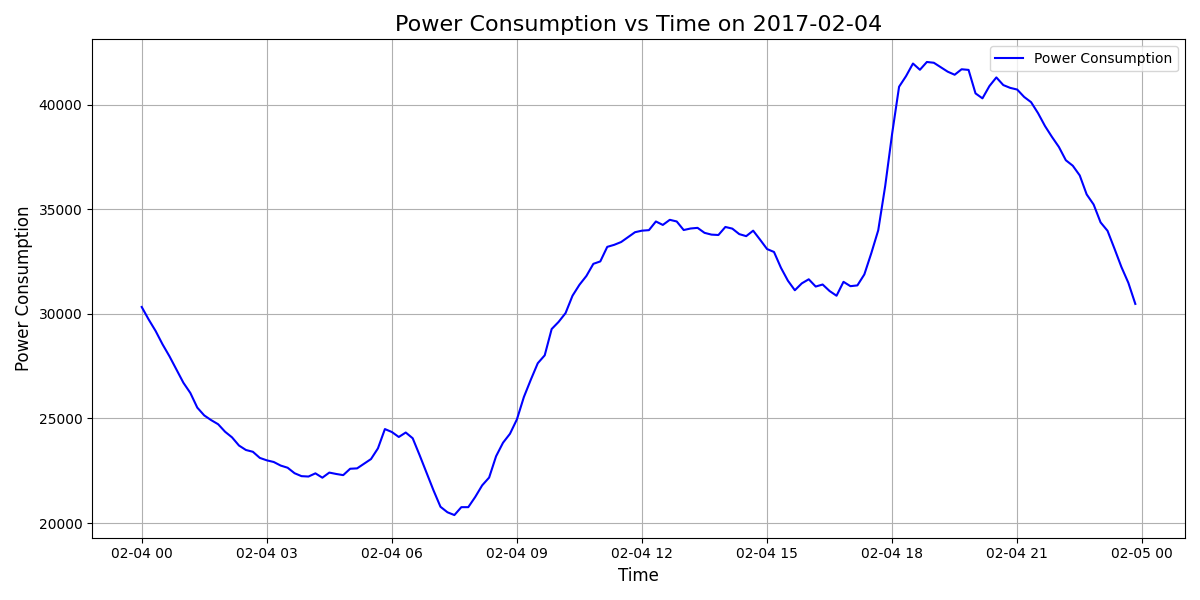 Power Consumption vs Time on 2017-02-04
Power Consumption
Power Consumption
40000
35000
30000
25000
20000
02-04 00 02-04 03 02-04 06 02-04 09 02-04 12 02-04 15 02-04 18 02-04 21 02-05 00
Time